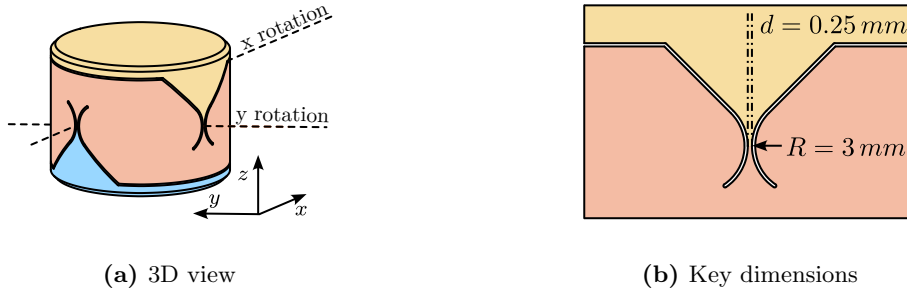 x rotation
y rotation
z
y
x
d = 0.25 mm
R = 3 mm
(a) 3D view
(b) Key dimensions